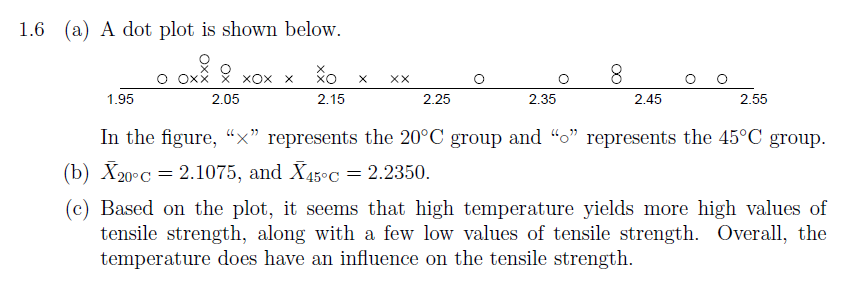 1.6 (a) A dot plot is shown below.
1.95 2.05 2.15 2.25 2.35 2.45 2.55
In the figure, “×” represents the 20°C group and “○” represents the 45°C group.
(b) X̄20°C = 2.1075, and X̄45°C = 2.2350.
(c) Based on the plot, it seems that high temperature yields more high values of
tensile strength, along with a few low values of tensile strength. Overall, the
temperature does have an influence on the tensile strength.